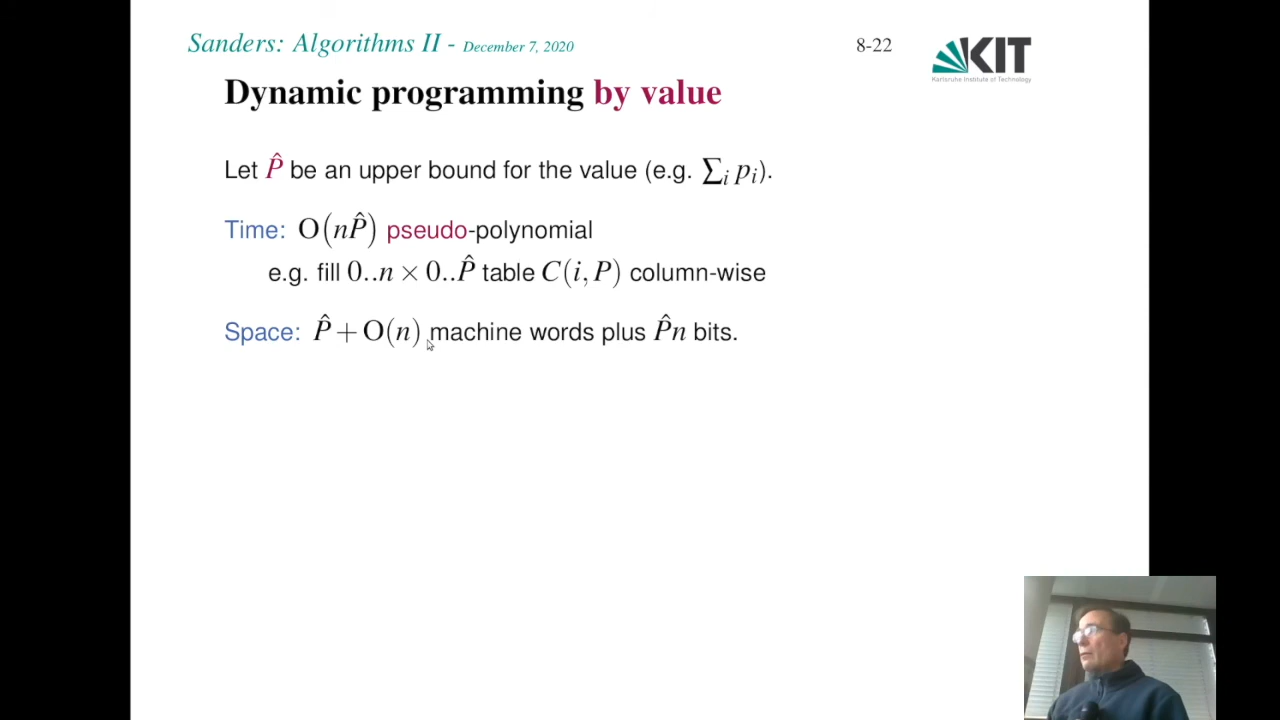 Sanders: Algorithms II - December 7, 2020
8-22
KIT
Karlsruhe Institute of Technology
Dynamic programming by value
Let P̂ be an upper bound for the value (e.g. ∑ᵢ pᵢ).
Time: O(nP̂) pseudo-polynomial
e.g. fill 0..n × 0..P̂ table C(i, P) column-wise
Space: P̂ + O(n) machine words plus P̂n bits.